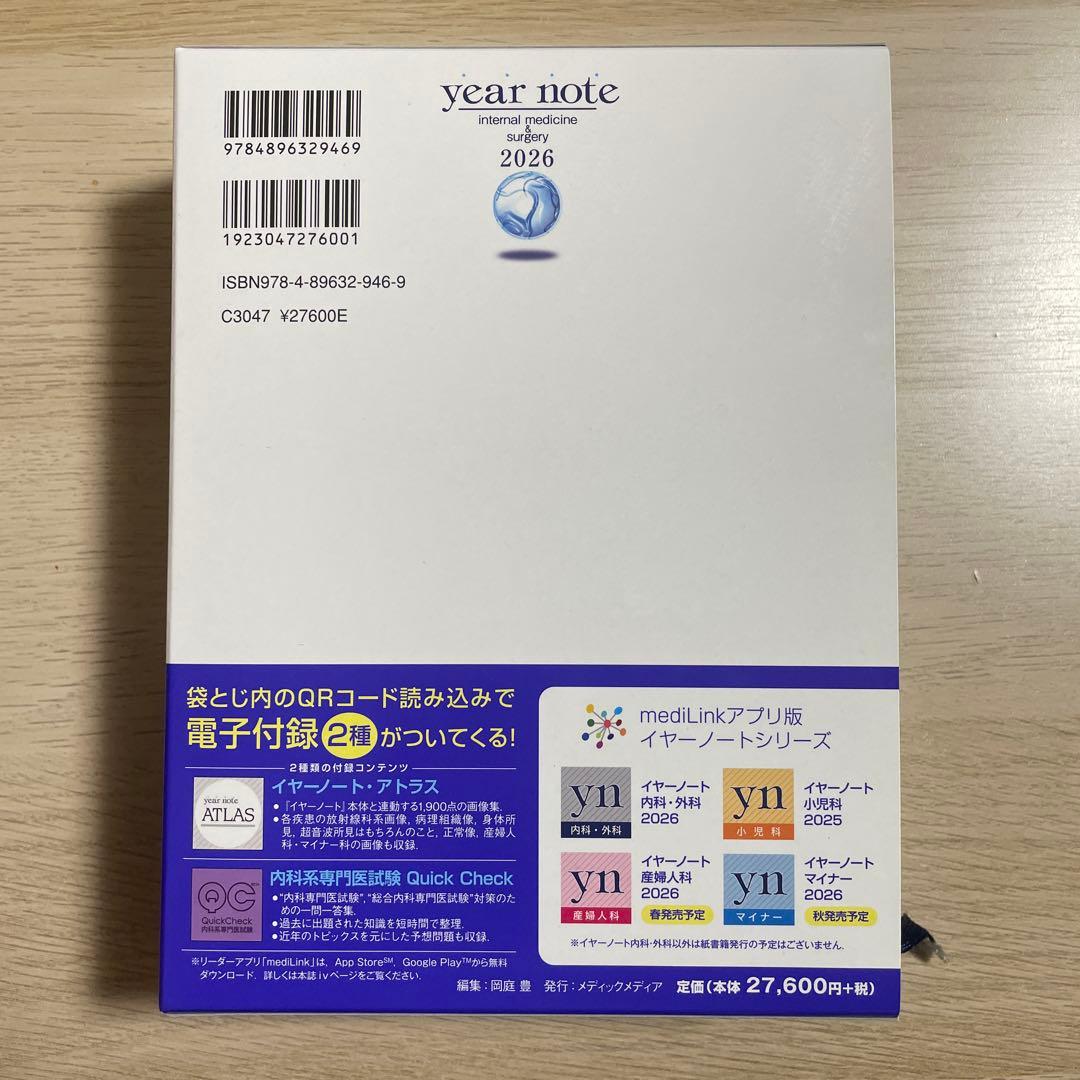 9784896329469
1923047276001
ISBN978-4-89632-946-9
C3047 ¥27600E
year note
internal medicine
&
surgery
2026
袋とじ内のQRコード読み込みで
電子付録2種がついてくる!
2種類の付録コンテンツ
year note
ATLAS
イヤーノート・アトラス
●『イヤーノート』本体と連動する1,900点の画像集.
●各疾患の放射線科系画像, 病理組織像, 身体所
見, 超音波所見はもちろんのこと, 正常像, 産婦人
科・マイナー科の画像も収録.
QC
QuickCheck
内科系専門医試験
内科系専門医試験 Quick Check
●“内科専門医試験”, “総合内科専門医試験”対策のた
めの一問一答集.
●過去に出題された知識を短時間で整理.
●近年のトピックスを元にした予想問題も収録.
※リーダーアプリ「mediLink」は, App StoreSM, Google PlayTMから無料
ダウンロード. 詳しくは本誌ivページをご覧ください.
mediLinkアプリ版
イヤーノートシリーズ
yn
内科・外科
イヤーノート
内科・外科
2026
yn
小児科
イヤーノート
小児科
2025
yn
産婦人科
イヤーノート
産婦人科
2026
春発売予定
yn
マイナー
イヤーノート
マイナー
2026
秋発売予定
※イヤーノート内科・外科以外は紙書籍発行の予定はございません.
編集:岡庭 豊 発行:メディックメディア 定価(本体 27,600円+税)